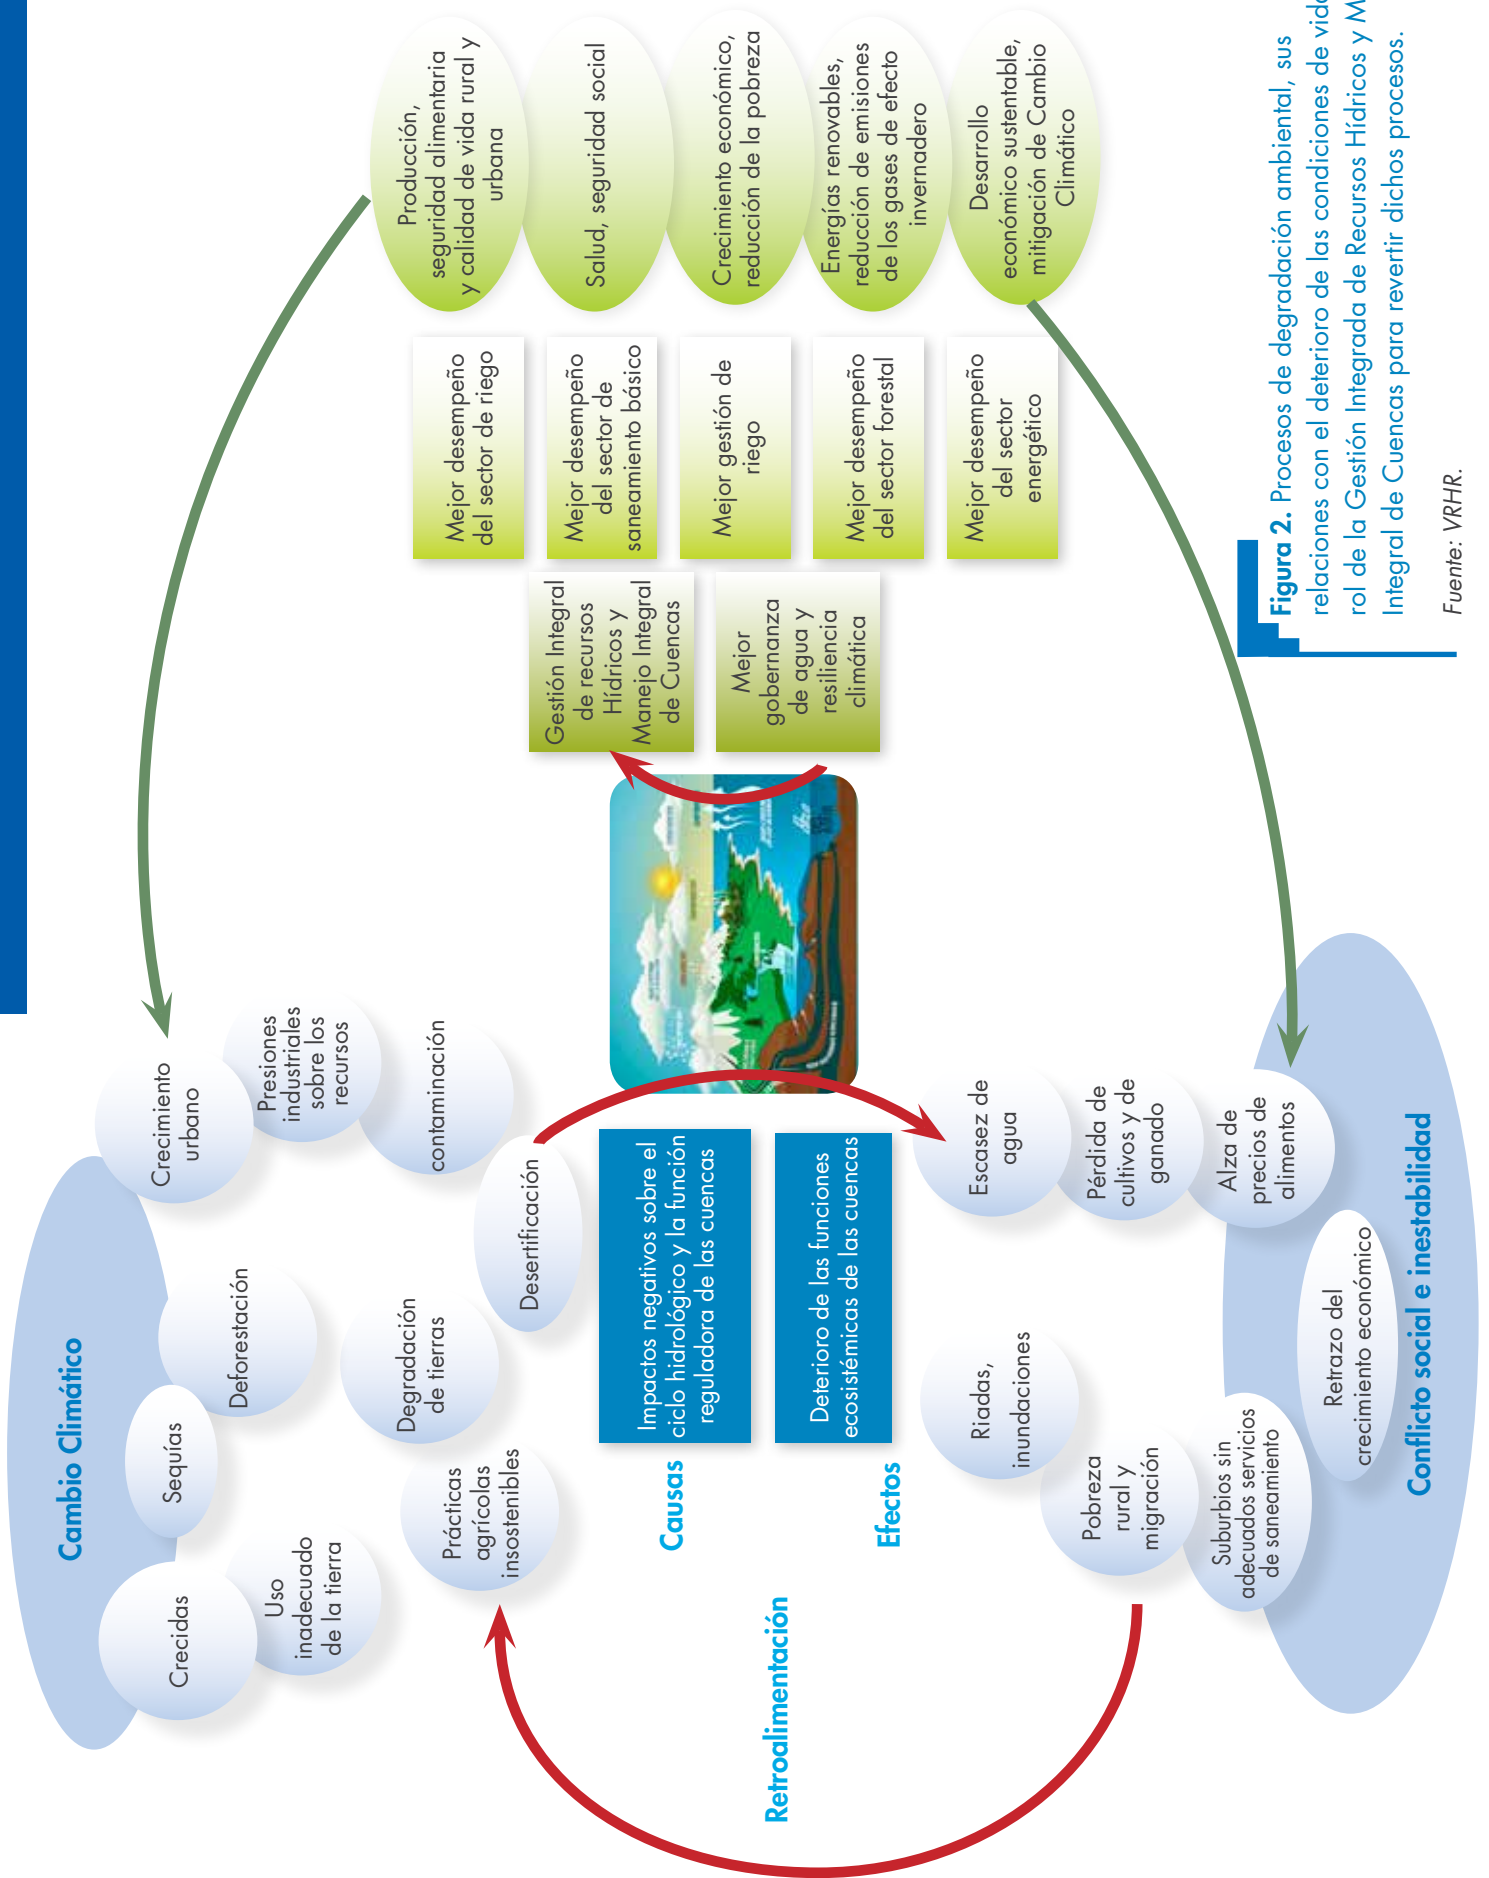 Cambio Climático
Crecidas
Sequías
Crecimiento
urbano
Deforestación
Uso
inadecuado
de la tierra
Presiones
industriales
sobre los
recursos
Prácticas
agrícolas
insostenibles
Degradación
de tierras
contaminación
Desertificación
Causas
Impactos negativos sobre el
ciclo hidrológico y la función
reguladora de las cuencas
Retroalimentación
Efectos
Deterioro de las funciones
ecosistémicas de las cuencas
Riadas,
inundaciones
Escasez de
agua
Pobreza
rural y
migración
Pérdida de
cultivos y de
ganado
Suburbios sin
adecuados servicios
de saneamiento
Alza de
precios de
alimentos
Retrazo del
crecimiento económico
Conflicto social e inestabilidad
Gestión Integral
de recursos
Hídricos y
Manejo Integral
de Cuencas
Mejor
gobernanza
de agua y
resiliencia
climática
Mejor desempeño
del sector de riego
Mejor desempeño
del sector de
saneamiento básico
Mejor gestión de
riego
Mejor desempeño
del sector forestal
Mejor desempeño
del sector
energético
Producción,
seguridad alimentaria
y calidad de vida rural y
urbana
Salud, seguridad social
Crecimiento económico,
reducción de la pobreza
Energías renovables,
reducción de emisiones
de los gases de efecto
invernadero
Desarrollo
económico sustentable,
mitigación de Cambio
Climático
Figura 2. Procesos de degradación ambiental, sus
relaciones con el deterioro de las condiciones de vida
rol de la Gestión Integrada de Recursos Hídricos y M
Integral de Cuencas para revertir dichos procesos.
Fuente: VRHR.